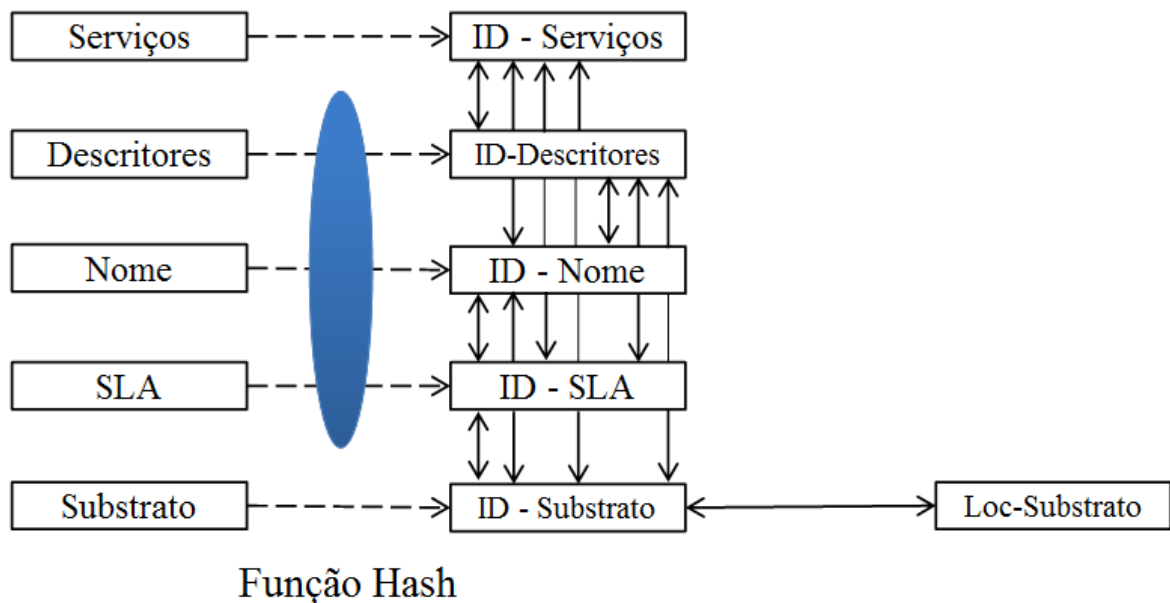 Serviços
ID - Serviços
Descritores
ID-Descritores
Nome
ID - Nome
SLA
ID - SLA
Substrato
ID - Substrato
Loc-Substrato
Função Hash